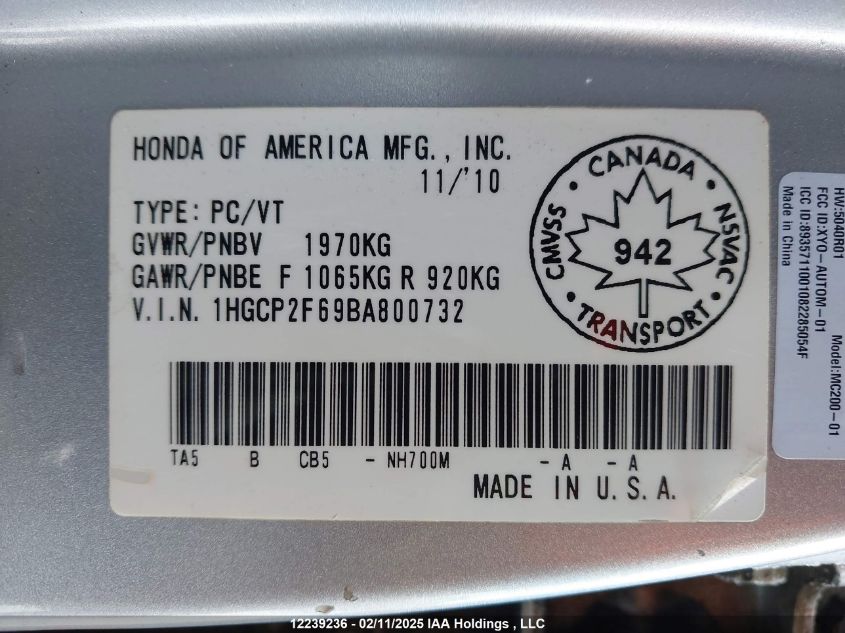 HONDA OF AMERICA MFG., INC.
11/'10
TYPE: PC/VT
GVWR/PNBV 1970KG
GAWR/PNBE F 1065KG R 920KG
V.I.N. 1HGCP2F69BA800732
CANADA
CMVSS
NSVAC
942
TRANSPORT
TA5 B CB5 - NH700M - A - A
MADE IN U.S.A.
HW:5040R01
FCC ID:XYO-AUTOM-01
ICC ID:8935711001082285054F
Made in China
Model:MC200-01
12239236 - 02/11/2025 IAA Holdings , LLC